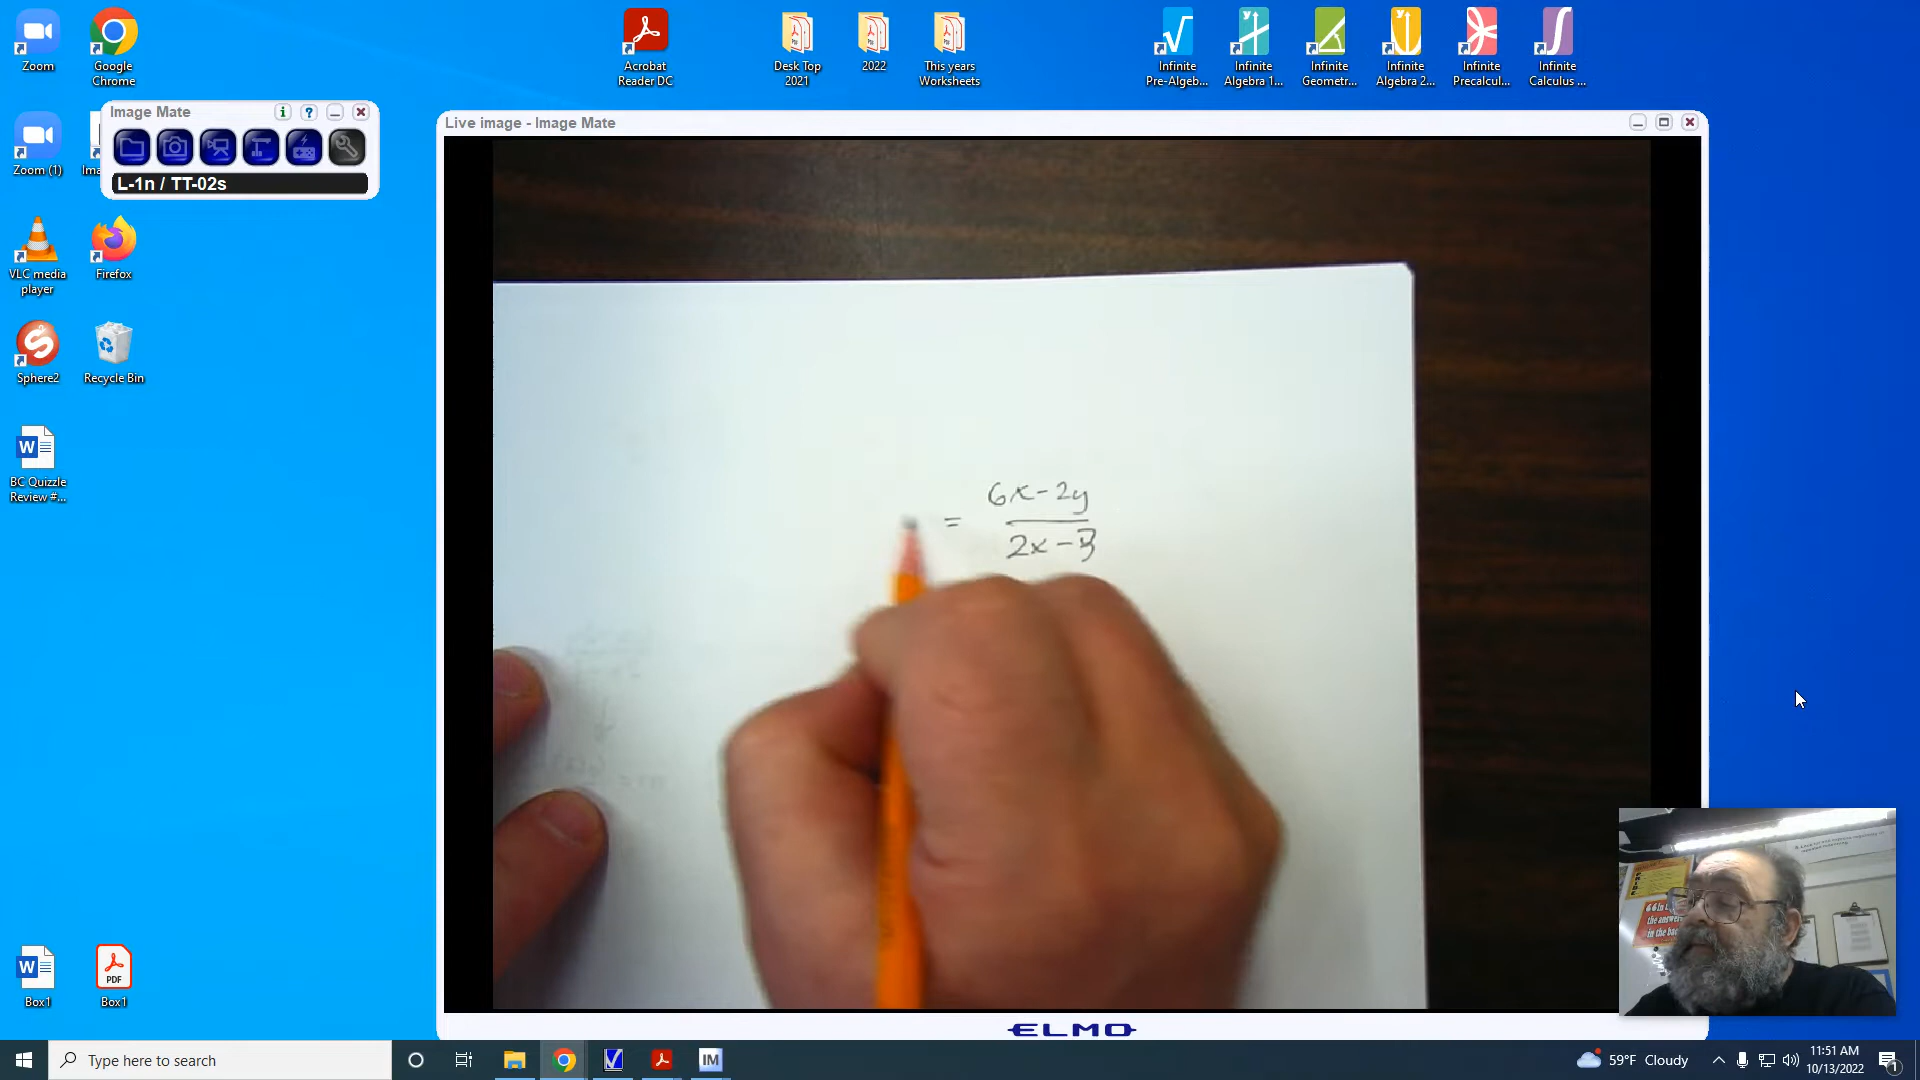 Zoom
Google Chrome
Acrobat Reader DC
Desk Top 2021
2022
This years Worksheets
Infinite Pre-Algeb...
Infinite Algebra 1...
Infinite Geometr...
Infinite Algebra 2...
Infinite Precalcul...
Infinite Calculus ...
Image Mate
L-1n / TT-02s
Live image - Image Mate
Zoom (1)
VLC media player
Firefox
Sphere2
Recycle Bin
BC Quizzle Review #...
= 6x-2y
2x-
Box1
PDF
Box1
ELMO
Type here to search
IM
59°F Cloudy
11:51 AM
10/13/2022
1